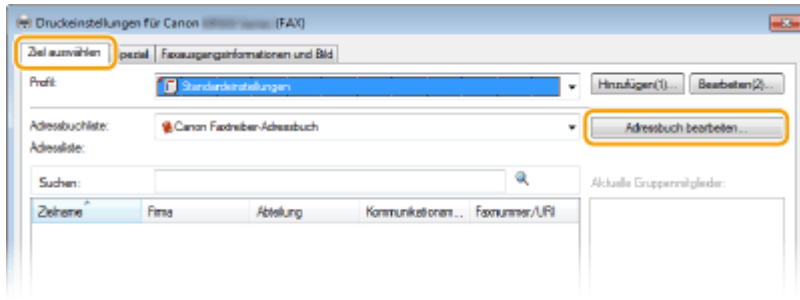 Druckeinstellungen für Canon (FAX)
Ziel auswählen Spezial Faxausgangsinformationen und Bild
Profil: Standardeinstellungen Hinzufügen(1)... Bearbeiten(2)...
Adressbuchliste: Canon Faxtreiber-Adressbuch Adressbuch bearbeiten...
Adressliste:
Suchen: Aktuelle Gruppenmitglieder:
Zielname Firma Abteilung Kommunikationsm... Faxnummer/URI